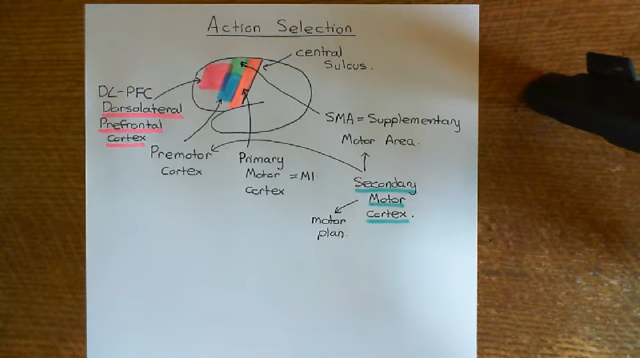 Action Selection
central
Sulcus.
DL-PFC
Dorsolateral
Prefrontal
Cortex
SMA = Supplementary
Motor Area.
Premotor
Cortex
Primary
Motor = M1
Cortex
Secondary
Motor
Cortex.
motor
plan.